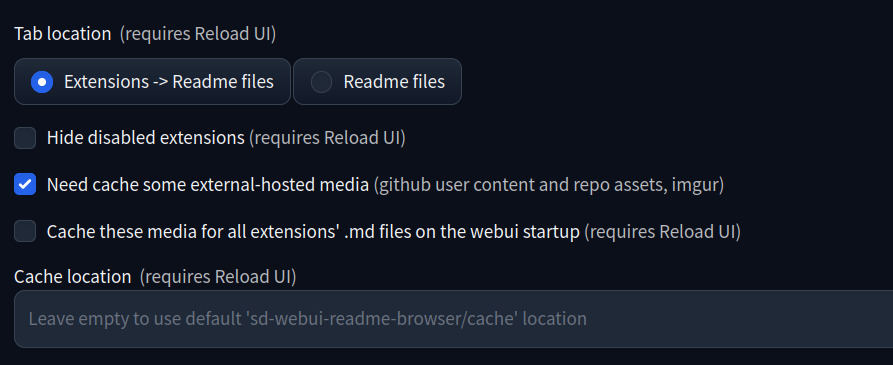 Tab location (requires Reload UI)
Extensions -> Readme files
Readme files
Hide disabled extensions (requires Reload UI)
Need cache some external-hosted media (github user content and repo assets, imgur)
Cache these media for all extensions' .md files on the webui startup (requires Reload UI)
Cache location (requires Reload UI)
Leave empty to use default 'sd-webui-readme-browser/cache' location